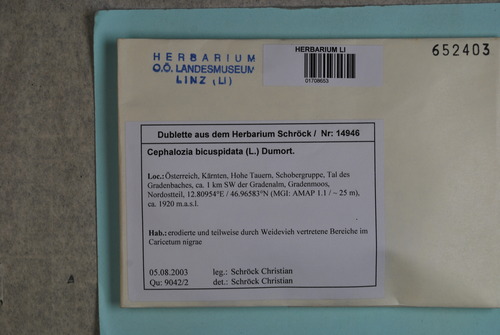 HERBARIUM
O.Ö. LANDESMUSEUM
LINZ (LI)
HERBARIUM LI
01708653
652403
Dublette aus dem Herbarium Schröck / Nr: 14946
Cephalozia bicuspidata (L.) Dumort.
Loc.: Österreich, Kärnten, Hohe Tauern, Schobergruppe, Tal des
Gradenbaches, ca. 1 km SW der Gradenalm, Gradenmoos,
Nordostteil, 12.80954°E / 46.96583°N (MGI: AMAP 1.1 / ~ 25 m),
ca. 1920 m.a.s.l.
Hab.: erodierte und teilweise durch Weidevieh vertretene Bereiche im
Caricetum nigrae
05.08.2003 leg.: Schröck Christian
Qu: 9042/2 det.: Schröck Christian